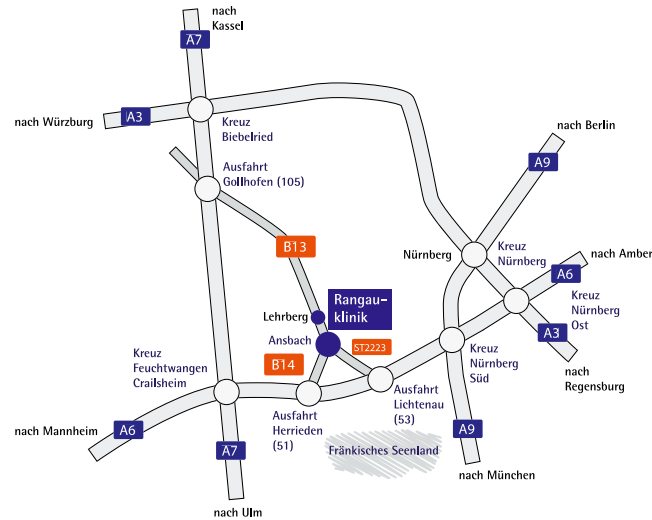 nach
Kassel
A7
nach Würzburg
A3
Kreuz
Biebelried
nach Berlin
A9
Ausfahrt
Gollhofen (105)
B13
Nürnberg
Kreuz
Nürnberg
nach Amber
A6
Kreuz
Nürnberg
Ost
Rangau-
klinik
Lehrberg
Ansbach
ST2223
A3
nach
Regensburg
Kreuz
Feuchtwangen
Crailsheim
B14
Kreuz
Nürnberg
Süd
Ausfahrt
Herrieden
(51)
Ausfahrt
Lichtenau
(53)
nach Mannheim
A6
A7
Fränkisches Seenland
A9
nach München
nach Ulm